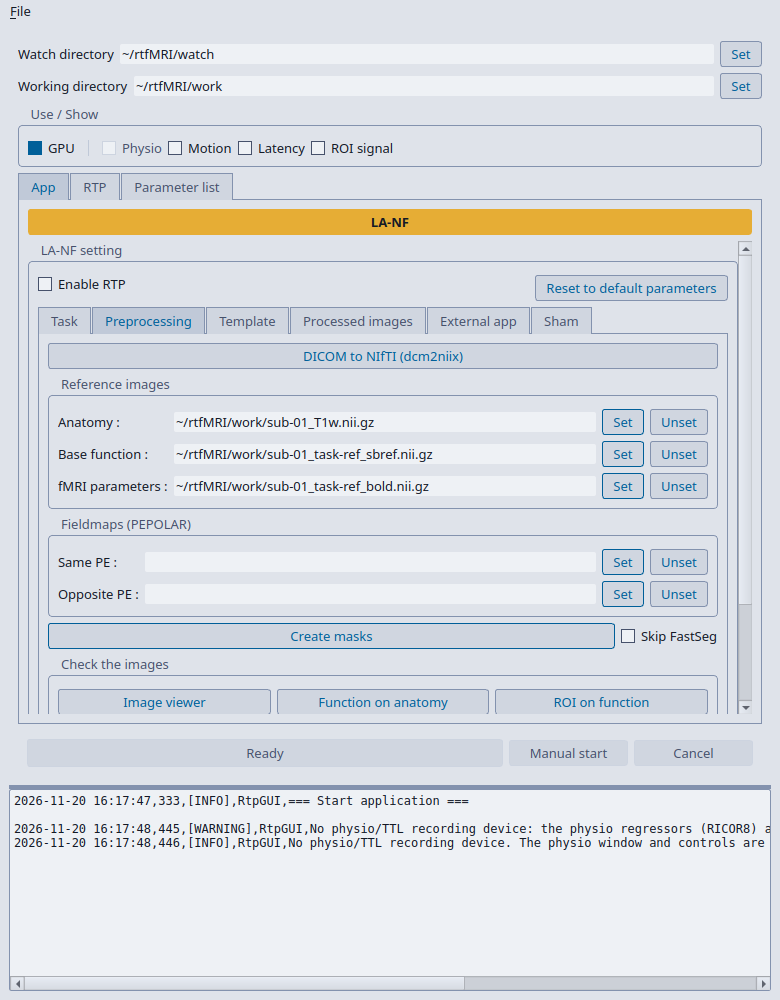 File
Watch directory ~/rtfMRI/watch Set
Working directory ~/rtfMRI/work Set
Use / Show
GPU Physio Motion Latency ROI signal
App RTP Parameter list
LA-NF
LA-NF setting
Enable RTP Reset to default parameters
Task Preprocessing Template Processed images External app Sham
DICOM to NIfTI (dcm2niix)
Reference images
Anatomy : ~/rtfMRI/work/sub-01_T1w.nii.gz Set Unset
Base function : ~/rtfMRI/work/sub-01_task-ref_sbref.nii.gz Set Unset
fMRI parameters : ~/rtfMRI/work/sub-01_task-ref_bold.nii.gz Set Unset
Fieldmaps (PEPOLAR)
Same PE : Set Unset
Opposite PE : Set Unset
Create masks Skip FastSeg
Check the images
Image viewer Function on anatomy ROI on function
Ready Manual start Cancel
2026-11-20 16:17:47,333,[INFO],RtpGUI,=== Start application ===
2026-11-20 16:17:48,445,[WARNING],RtpGUI,No physio/TTL recording device: the physio regressors (RICOR8) a
2026-11-20 16:17:48,446,[INFO],RtpGUI,No physio/TTL recording device. The physio window and controls are